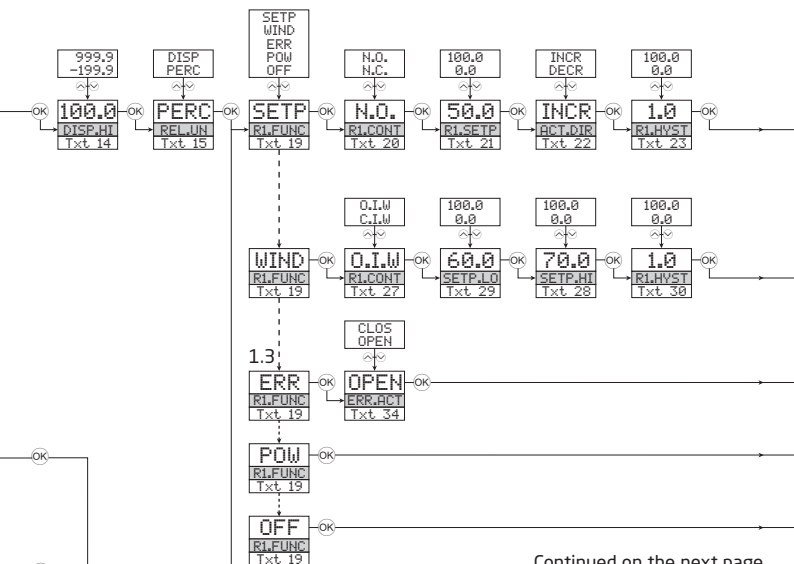 SETP
WIND
ERR
POW
OFF
999.9
-199.9
DISP
PERC
N.O.
N.C.
100.0
0.0
INCR
DECR
100.0
0.0
OK
100.0
DISP.HI
Txt 14
OK
PERC
REL.UN
Txt 15
OK
SETP
R1.FUNC
Txt 19
OK
N.O.
R1.CONT
Txt 20
OK
50.0
R1.SETP
Txt 21
OK
INCR
ACT.DIR
Txt 22
OK
1.0
R1.HYST
Txt 23
OK
O.I.W
C.I.W
100.0
0.0
100.0
0.0
100.0
0.0
WIND
R1.FUNC
Txt 19
OK
O.I.W
R1.CONT
Txt 27
OK
60.0
SETP.LO
Txt 29
OK
70.0
SETP.HI
Txt 28
OK
1.0
R1.HYST
Txt 30
OK
CLOS
OPEN
1.3
ERR
R1.FUNC
Txt 19
OK
OPEN
ERR.ACT
Txt 34
OK
OK
POW
R1.FUNC
Txt 19
OK
OFF
R1.FUNC
Txt 19
OK
Continued on the next page